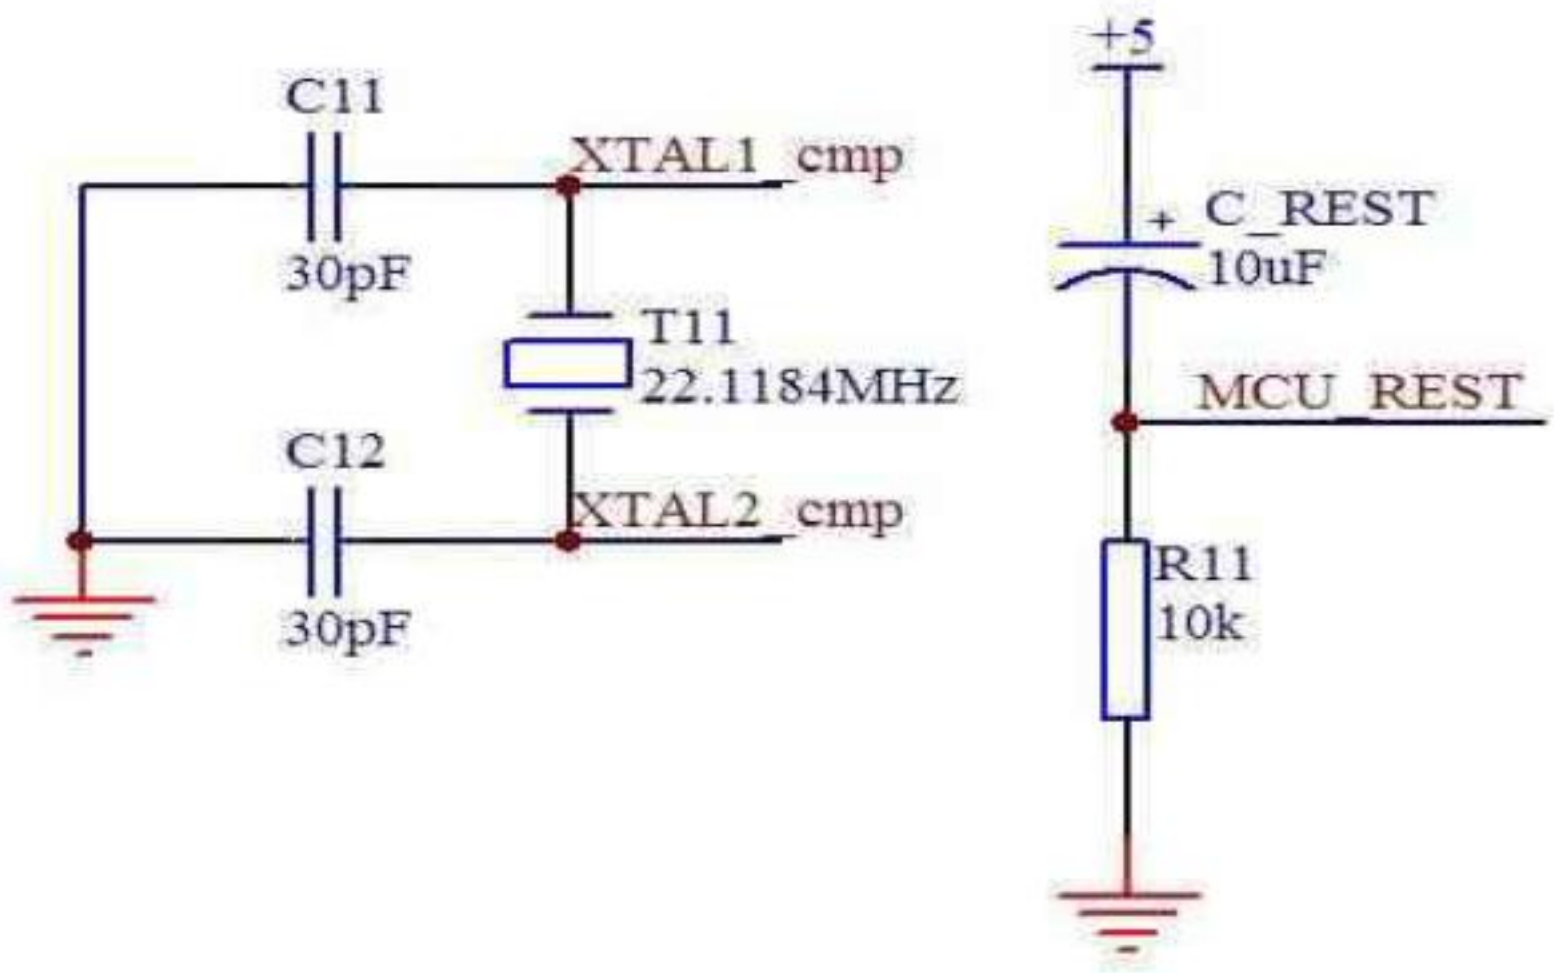 C11
XTAL1_cmp
30pF
T11
22.1184MHz
C12
XTAL2_cmp
30pF
+5
+
C_REST
10uF
MCU_REST
R11
10k